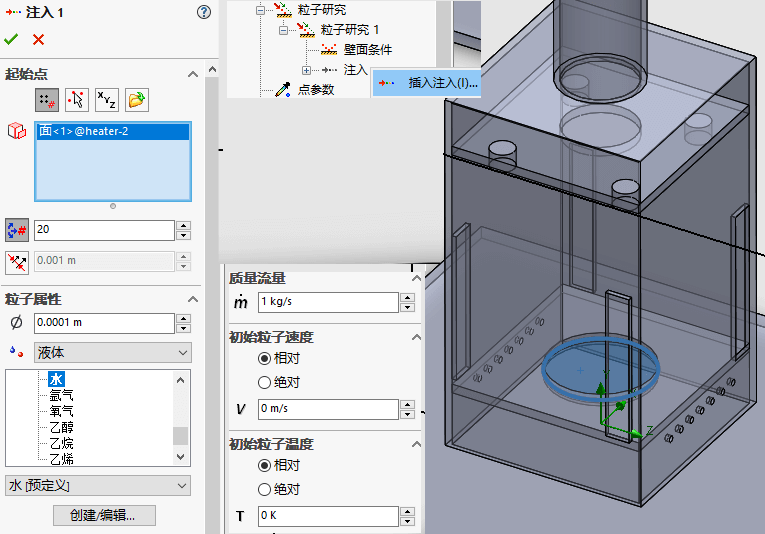 注入 1
起始点
X Y Z
面<1>@heater-2
20
0.001 m
粒子属性
0.0001 m
液体
水
氩气
氧气
乙醇
乙烷
乙烯
水 [预定义]
创建/编辑...
粒子研究
粒子研究 1
壁面条件
注入
插入注入(I)...
点参数
质量流量
ṁ
1 kg/s
初始粒子速度
相对
绝对
V
0 m/s
初始粒子温度
相对
绝对
T
0 K
Y
Z